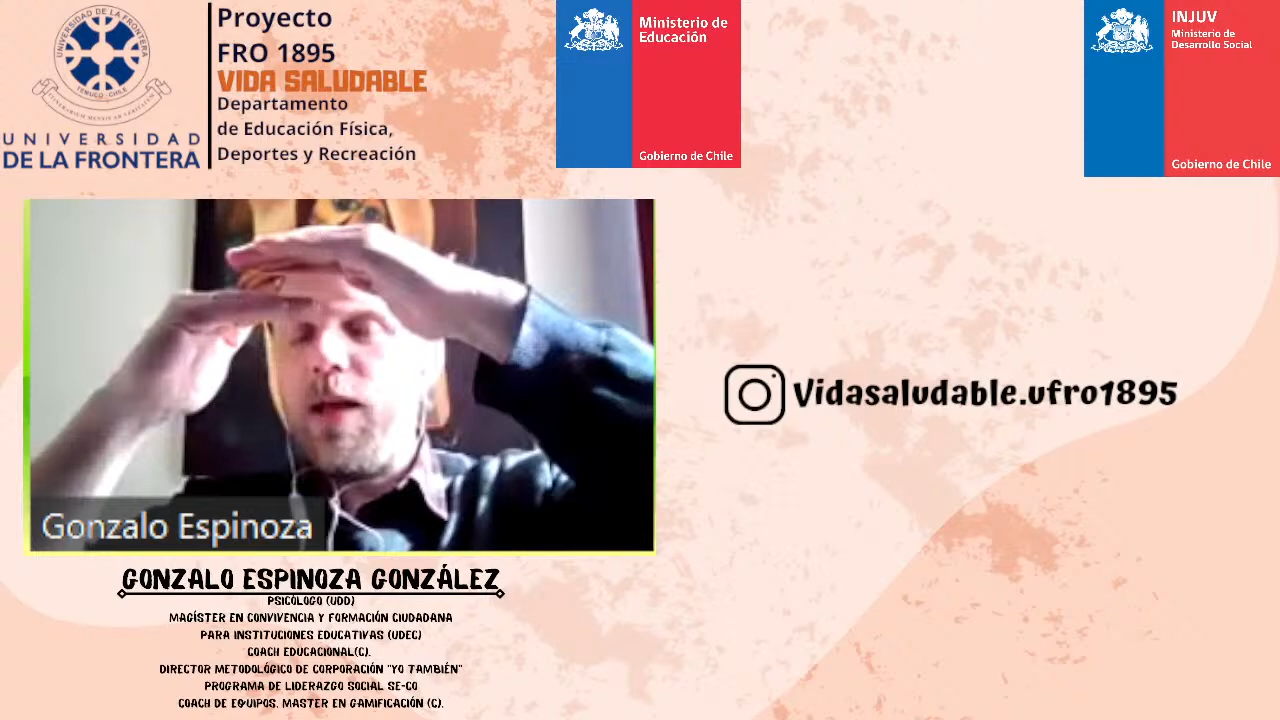 UNIVERSIDAD DE LA FRONTERA
TEMUCO - CHILE
UNIVERSIDAD
DE LA FRONTERA
Proyecto
FRO 1895
VIDA SALUDABLE
Departamento
de Educación Física,
Deportes y Recreación
Ministerio de
Educación
Gobierno de Chile
INJUV
Ministerio de
Desarrollo Social
Gobierno de Chile
Vidasaludable.ufro1895
Gonzalo Espinoza
GONZALO ESPINOZA GONZÁLEZ
PSICÓLOGO (UDD)
MAGÍSTER EN CONVIVENCIA Y FORMACIÓN CIUDADANA
PARA INSTITUCIONES EDUCATIVAS (UDEC)
COACH EDUCACIONAL(C).
DIRECTOR METODOLÓGICO DE CORPORACIÓN "YO TAMBIÉN"
PROGRAMA DE LIDERAZGO SOCIAL SE-CO
COACH DE EQUIPOS. MASTER EN GAMIFICACIÓN (C).